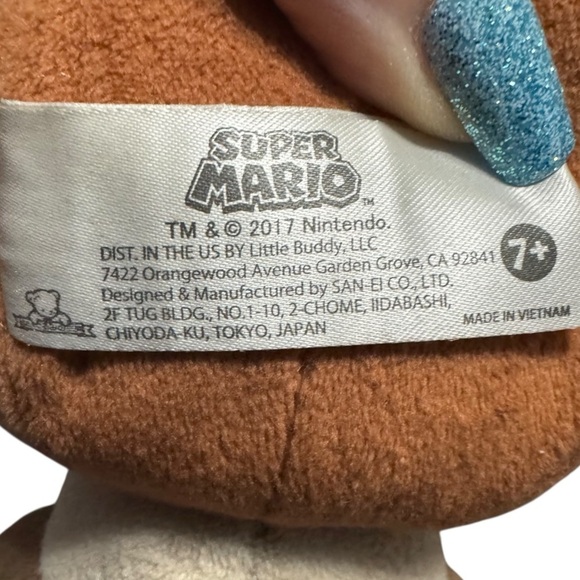 SUPER
MARIO™
TM & © 2017 Nintendo.
DIST. IN THE US BY Little Buddy, LLC
7422 Orangewood Avenue Garden Grove, CA 92841
7+
Designed & Manufactured by SAN-EI CO., LTD.
2F TUG BLDG., NO.1-10, 2-CHOME, IIDABASHI,
CHIYODA-KU, TOKYO, JAPAN
MADE IN VIETNAM